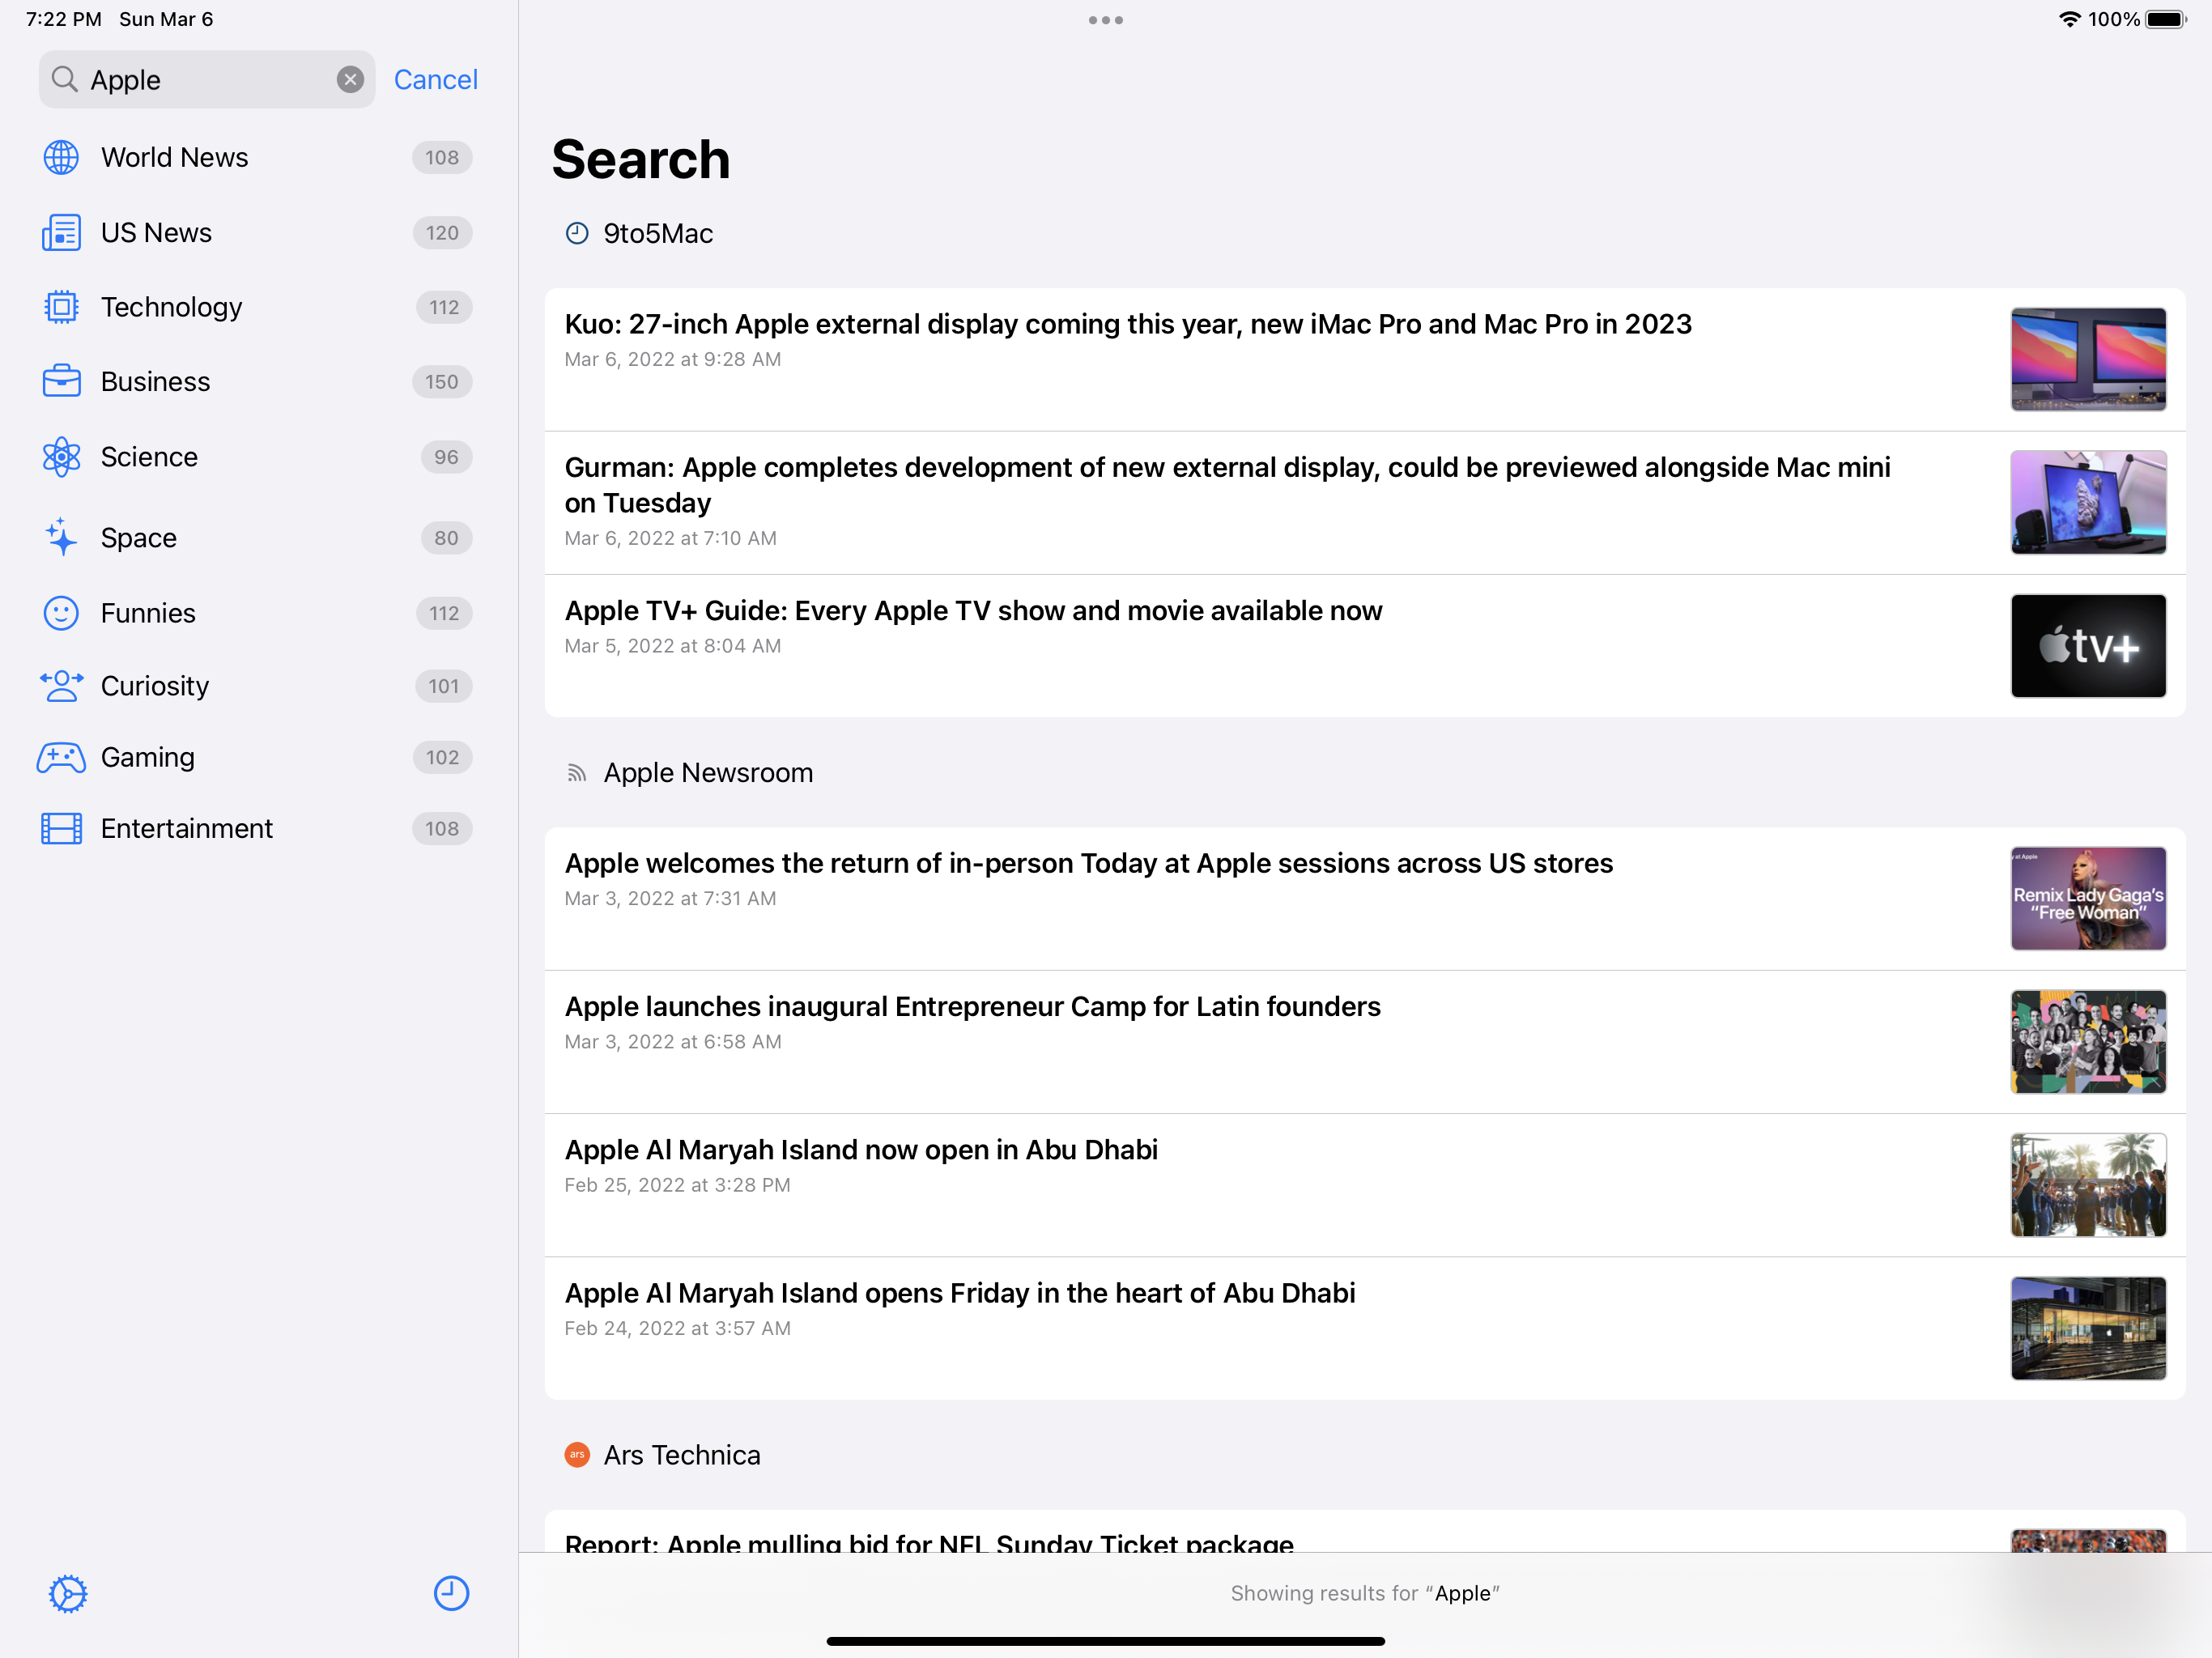 7:22 PM Sun Mar 6
100%
Apple
Cancel
World News 108
US News 120
Technology 112
Business 150
Science 96
Space 80
Funnies 112
Curiosity 101
Gaming 102
Entertainment 108
Search
9to5Mac
Kuo: 27-inch Apple external display coming this year, new iMac Pro and Mac Pro in 2023
Mar 6, 2022 at 9:28 AM
Gurman: Apple completes development of new external display, could be previewed alongside Mac mini
on Tuesday
Mar 6, 2022 at 7:10 AM
Apple TV+ Guide: Every Apple TV show and movie available now
Mar 5, 2022 at 8:04 AM
tv+
Apple Newsroom
Apple welcomes the return of in-person Today at Apple sessions across US stores
Mar 3, 2022 at 7:31 AM
y at Apple
Remix Lady Gaga's
“Free Woman”
Apple launches inaugural Entrepreneur Camp for Latin founders
Mar 3, 2022 at 6:58 AM
Apple Al Maryah Island now open in Abu Dhabi
Feb 25, 2022 at 3:28 PM
Apple Al Maryah Island opens Friday in the heart of Abu Dhabi
Feb 24, 2022 at 3:57 AM
ars
Ars Technica
Report: Apple mulling bid for NFL Sunday Ticket package
Showing results for “Apple”